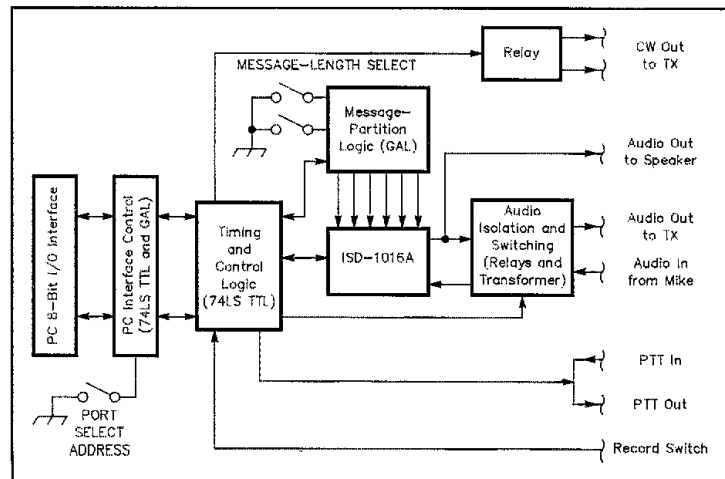 Relay
CW Out
to TX
MESSAGE-LENGTH SELECT
Message-
Partition
Logic (GAL)
Audio Out
to Speaker
PC 8-Bit I/O Interface
PC Interface Control
(74LS TTL and GAL)
Timing
and
Control
Logic
(74LS TTL)
ISD-1016A
Audio
Isolation and
Switching
(Relays and
Transformer)
Audio Out
to TX
Audio In
from Mike
PORT
SELECT
ADDRESS
PTT In
PTT Out
Record Switch